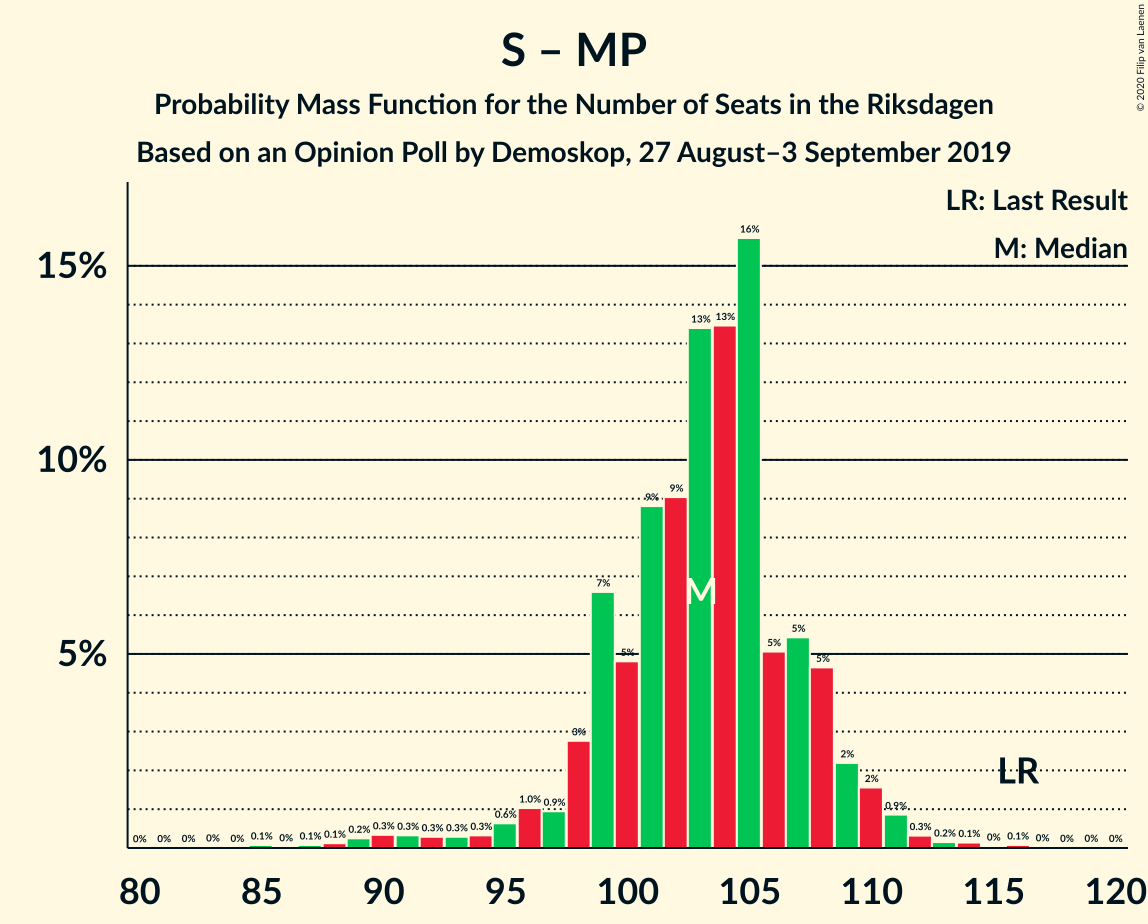 S – MP
Probability Mass Function for the Number of Seats in the Riksdagen
Based on an Opinion Poll by Demoskop, 27 August–3 September 2019
© 2020 Filip van Laenen
LR: Last Result
M: Median
15%
10%
5%
0% 0% 0% 0% 0% 0.1% 0% 0.1% 0.1% 0.2% 0.3% 0.3% 0.3% 0.3% 0.3% 0.6% 1.0% 0.9% 3% 7% 5% 9% 9% 13% 13% 16% 5% 5% 5% 2% 2% 0.9% 0.3% 0.2% 0.1% 0% 0.1% 0% 0% 0% 0%
M
LR
80 85 90 95 100 105 110 115 120